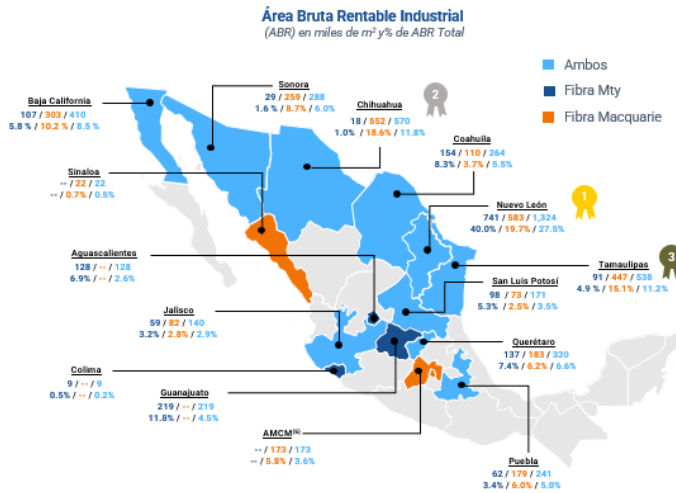 Área Bruta Rentable Industrial
(ABR) en miles de m² y% de ABR Total
Ambos
Fibra Mty
Fibra Macquarie
Baja California
107 / 303 / 410
5.8 % / 10.2 % / 8.5 %
Sonora
29 / 259 / 288
1.6 % / 8.7% / 6.0%
Chihuahua
18 / 552 / 570
1.0% / 18.6% / 11.8%
2
Coahuila
154 / 110 / 264
8.3% / 3.7% / 5.5%
Sinaloa
-- / 22 / 22
-- / 0.7% / 0.5%
Nuevo León
741 / 583 / 1,324
40.0% / 19.7% / 27.5%
1
Aguascalientes
128 / -- / 128
6.9% / -- / 2.6%
Tamaulipas
91 / 447 / 538
4.9 % / 15.1% / 11.2%
3
San Luis Potosí
98 / 73 / 171
5.3% / 2.5% / 3.5%
Jalisco
59 / 82 / 140
3.2% / 2.8% / 2.9%
Querétaro
137 / 183 / 320
7.4% / 6.2% / 6.6%
Colima
9 / -- / 9
0.5% / -- / 0.2%
Guanajuato
219 / -- / 219
11.8% / -- / 4.5%
AMCM⁽⁶⁾
-- / 173 / 173
-- / 5.8% / 3.6%
Puebla
62 / 179 / 241
3.4% / 6.0% / 5.0%